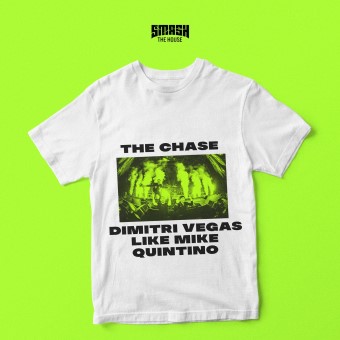 SMASH
THE HOUSE
THE CHASE
DIMITRI VEGAS
LIKE MIKE
QUINTINO